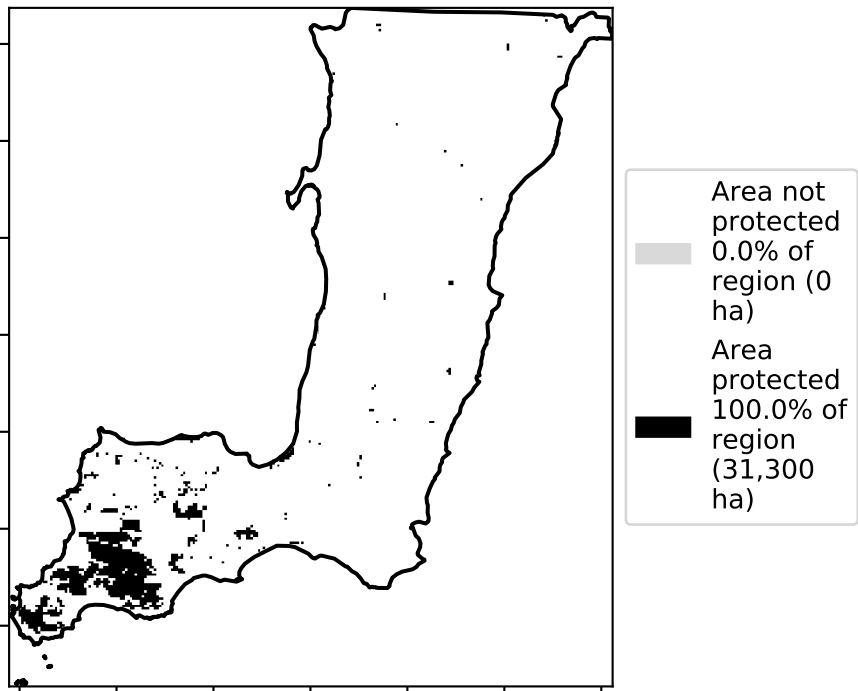 Area not
protected
0.0% of
region (0
ha)
Area
protected
100.0% of
region
(31,300
ha)